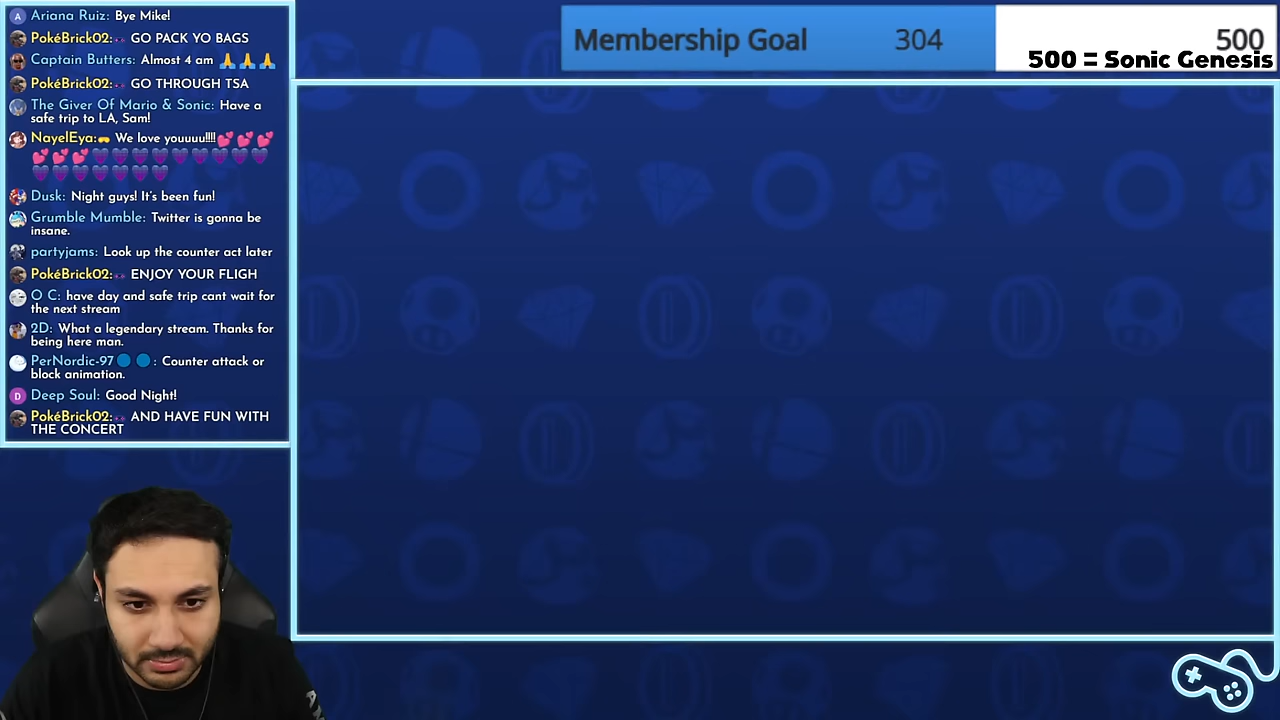 A Ariana Ruiz: Bye Mike!
PokéBrick02: GO PACK YO BAGS
Captain Butters: Almost 4 am 🙏🙏🙏
PokéBrick02: GO THROUGH TSA
The Giver Of Mario & Sonic: Have a
safe trip to LA, Sam!
NayelEya: We love youuuu!!!!💕💕💕
💕💕💕💜💜💜💜💜💜💜💜💜
💜💜💜💜💜💜💜
Dusk: Night guys! It's been fun!
Grumble Mumble: Twitter is gonna be
insane.
partyjams: Look up the counter act later
PokéBrick02: ENJOY YOUR FLIGH
O C: have day and safe trip cant wait for
the next stream
2D: What a legendary stream. Thanks for
being here man.
PerNordic-97🔵🔵: Counter attack or
block animation.
D Deep Soul: Good Night!
PokéBrick02: AND HAVE FUN WITH
THE CONCERT
Membership Goal 304 500
500 = Sonic Genesis